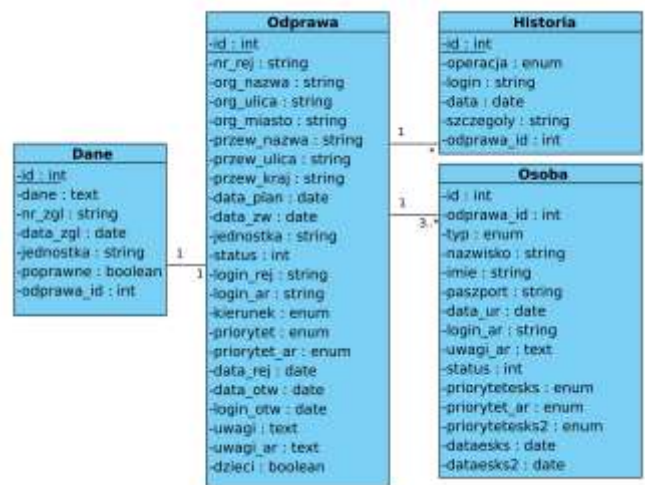 Dane
-id : int
-dane : text
-nr_zgl : string
-data_zgl : date
-jednostka : string
-poprawne : boolean
-odprawa_id : int
1
1
Odprawa
-id : int
-nr_rej : string
-org_nazwa : string
-org_ulica : string
-org_miasto : string
-przew_nazwa : string
-przew_ulica : string
-przew_kraj : string
-data_plan : date
-data_zw : date
-jednostka : string
-status : int
-login_rej : string
-login_ar : string
-kierunek : enum
-priorytet : enum
-priorytet_ar : enum
-data_rej : date
-data_otw : date
-login_otw : date
-uwagi : text
-uwagi_ar : text
-dzieci : boolean
1
*
1
3..*
Historia
-id : int
-operacja : enum
-login : string
-data : date
-szczegoly : string
-odprawa_id : int
Osoba
-id : int
-odprawa_id : int
-typ : enum
-nazwisko : string
-imie : string
-paszport : string
-data_ur : date
-login_ar : string
-uwagi_ar : text
-status : int
-priorytetesks : enum
-priorytet_ar : enum
-priorytetesks2 : enum
-dataesks : date
-dataesks2 : date